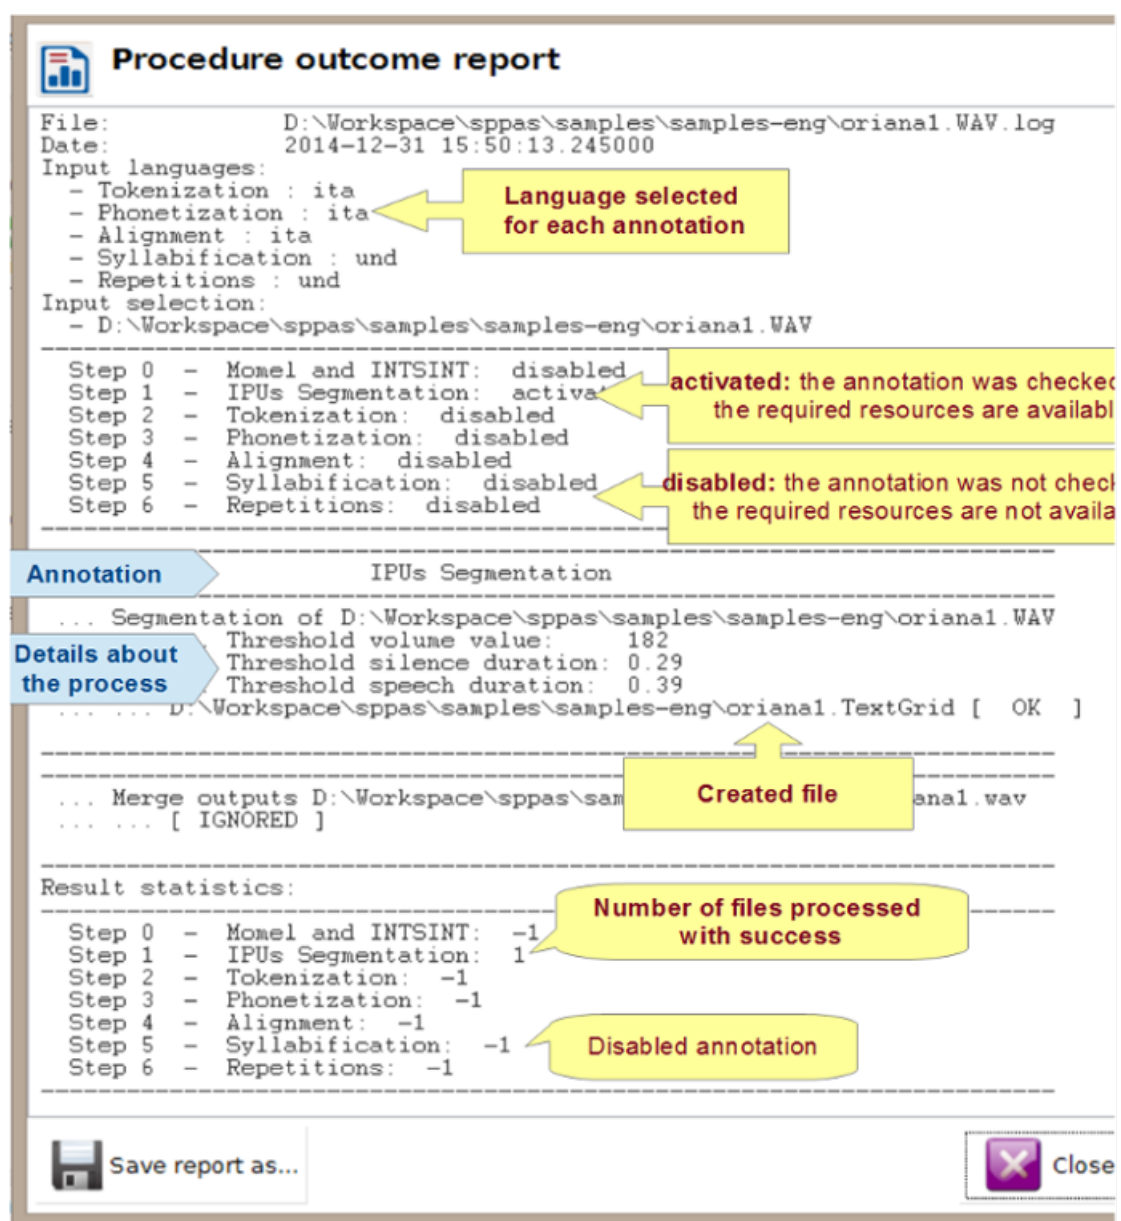 Procedure outcome report
File: D:\Workspace\sppas\samples\samples-eng\oriana1.WAV.log
Date: 2014-12-31 15:50:13.245000
Input languages:
- Tokenization : ita
- Phonetization : ita
- Alignment : ita
- Syllabification : und
- Repetitions : und
Language selected
for each annotation
Input selection:
- D:\Workspace\sppas\samples\samples-eng\oriana1.WAV
Step 0 - Momel and INTSINT: disabled
Step 1 - IPUs Segmentation: activat
Step 2 - Tokenization: disabled
Step 3 - Phonetization: disabled
Step 4 - Alignment: disabled
Step 5 - Syllabification: disabled
Step 6 - Repetitions: disabled
activated: the annotation was checked
the required resources are availabl
disabled: the annotation was not check
the required resources are not availa
Annotation
IPUs Segmentation
... Segmentation of D:\Workspace\sppas\samples\samples-eng\oriana1.WAV
Details about
the process
. Threshold volume value: 182
. Threshold silence duration: 0.29
. Threshold speech duration: 0.39
... ... D:\Workspace\sppas\samples\samples-eng\oriana1.TextGrid [ OK ]
Created file
... Merge outputs D:\Workspace\sppas\sam ana1.wav
... ... [ IGNORED ]
Result statistics:
Number of files processed
with success
Step 0 - Momel and INTSINT: -1
Step 1 - IPUs Segmentation: 1
Step 2 - Tokenization: -1
Step 3 - Phonetization: -1
Step 4 - Alignment: -1
Step 5 - Syllabification: -1
Step 6 - Repetitions: -1
Disabled annotation
Save report as...
Close